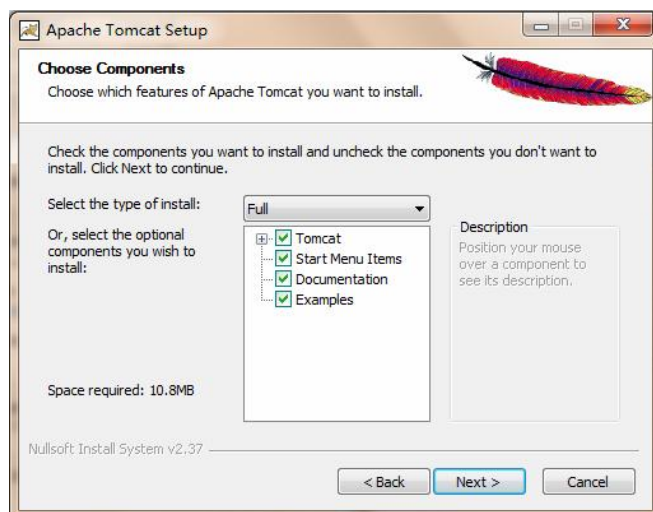 Apache Tomcat Setup
Choose Components
Choose which features of Apache Tomcat you want to install.
Check the components you want to install and uncheck the components you don't want to
install. Click Next to continue.
Select the type of install:
Full
Or, select the optional
components you wish to
install:
Tomcat
Start Menu Items
Documentation
Examples
Description
Position your mouse
over a component to
see its description.
Space required: 10.8MB
Nullsoft Install System v2.37
< Back
Next >
Cancel